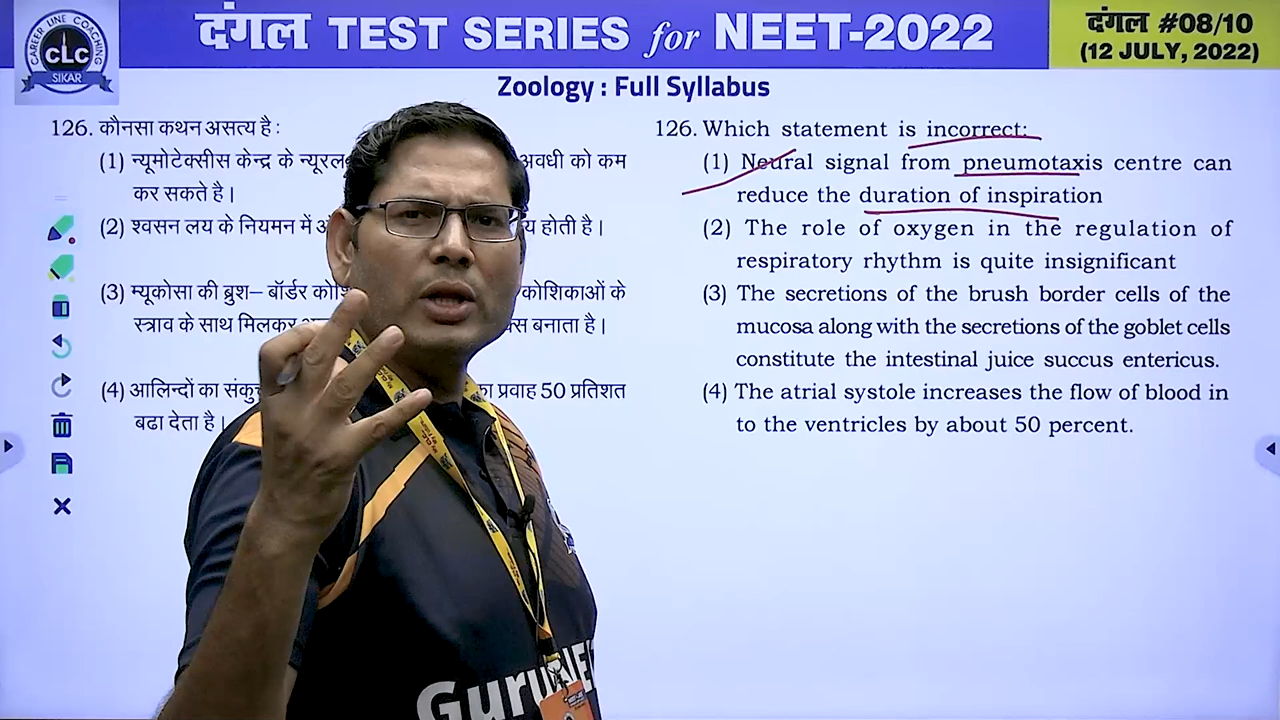 दंगल TEST SERIES for NEET-2022
दंगल #08/10
(12 JULY, 2022)
CAREER LINE COACHING
CLC
SIKAR
Zoology : Full Syllabus
126. कौनसा कथन असत्य है :
(1) न्यूमोटेक्सीस केन्द्र के अवधी को कम
कर सकते है।
(2) श्वसन लय के नियमन में होती है।
(3) म्यूकोसा की ब्रुश– बॉर्डर कोशिकाओं के
स्त्राव के साथ मिलकर बनाता है।
(4) आलिन्दों का प्रवाह 50 प्रतिशत
बढा देता है।
126. Which statement is incorrect:
(1) Neural signal from pneumotaxis centre can
reduce the duration of inspiration
(2) The role of oxygen in the regulation of
respiratory rhythm is quite insignificant
(3) The secretions of the brush border cells of the
mucosa along with the secretions of the goblet cells
constitute the intestinal juice succus entericus.
(4) The atrial systole increases the flow of blood in
to the ventricles by about 50 percent.